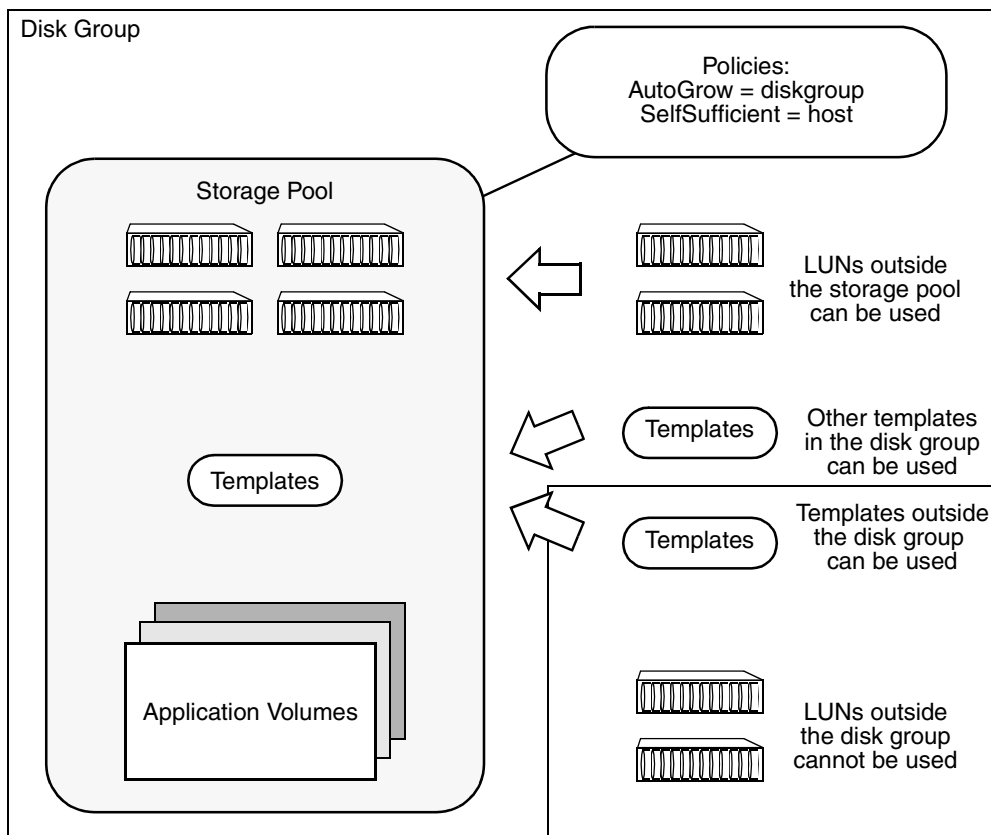 Disk Group
Policies:
AutoGrow = diskgroup
SelfSufficient = host
Storage Pool
LUNs outside
the storage pool
can be used
Templates
Other templates
in the disk group
can be used
Templates
Templates
Templates outside
the disk group
can be used
Application Volumes
LUNs outside
the disk group
cannot be used